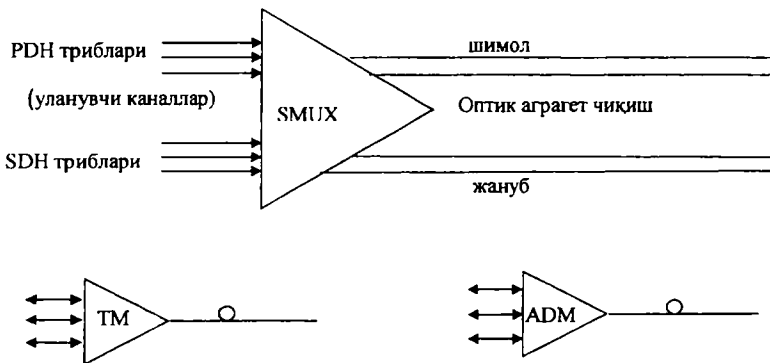 PDH триблари
шимол
(уланувчи каналлар)
SMUX
Оптик аграгет чиқиш
SDH триблари
жануб
TM
ADM